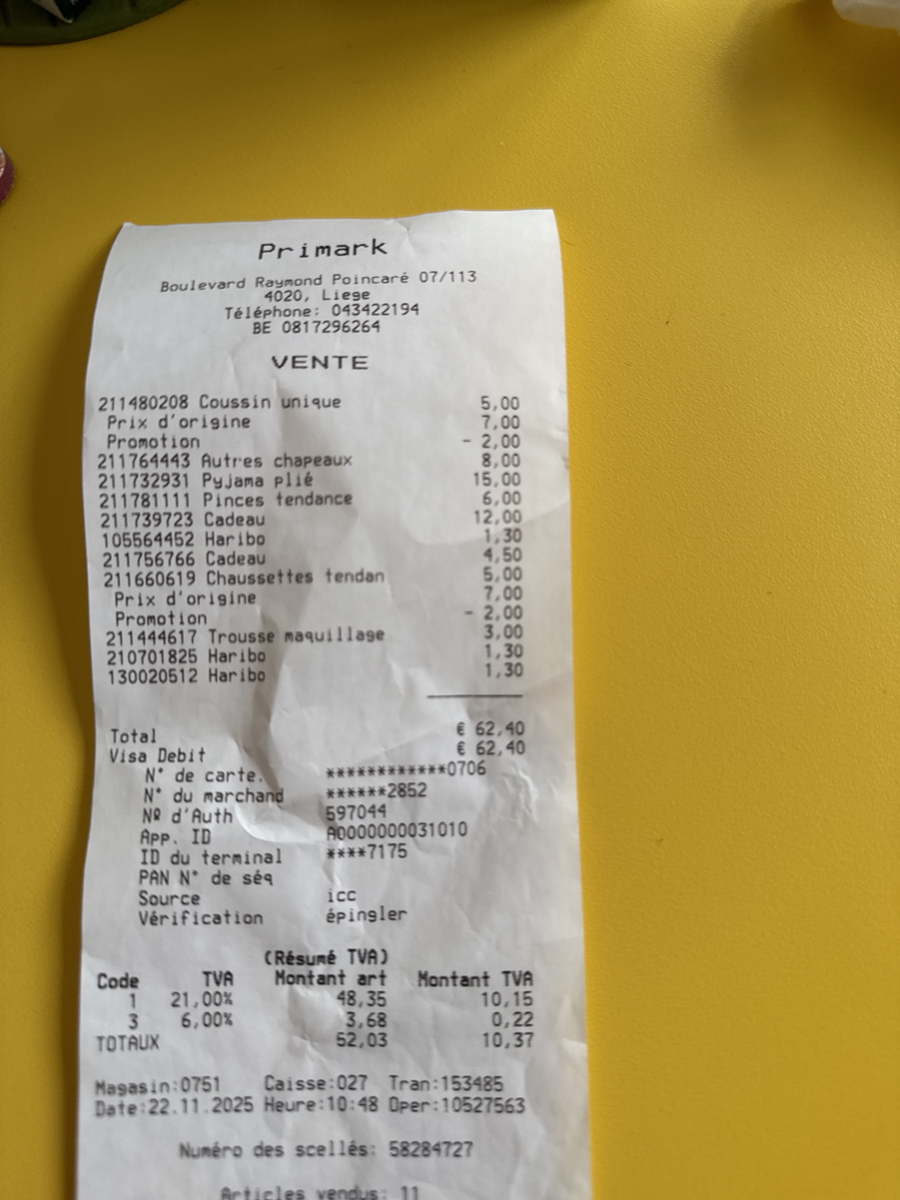 Primark
Boulevard Raymond Poincaré 07/113
4020, Liege
Téléphone: 043422194
BE 0817296264
VENTE
211480208 Coussin unique 5,00
Prix d'origine 7,00
Promotion - 2,00
211764443 Autres chapeaux 8,00
211732931 Pyjama plié 15,00
211781111 Pinces tendance 6,00
211739723 Cadeau 12,00
105564452 Haribo 1,30
211756766 Cadeau 4,50
211660619 Chaussettes tendan 5,00
Prix d'origine 7,00
Promotion - 2,00
211444617 Trousse maquillage 3,00
210701825 Haribo 1,30
130020512 Haribo 1,30
Total € 62,40
Visa Debit € 62,40
N° de carte. ************0706
N° du marchand ******2852
Nº d'Auth 597044
App. ID A0000000031010
ID du terminal ****7175
PAN N° de séq
Source icc
Vérification épingler
(Résumé TVA)
Code TVA Montant art Montant TVA
1 21,00% 48,35 10,15
3 6,00% 3,68 0,22
TOTAUX 52,03 10,37
Magasin:0751 Caisse:027 Tran:153485
Date:22.11.2025 Heure:10:48 Oper:10527563
Numéro des scellés: 58284727
Articles vendus: 11